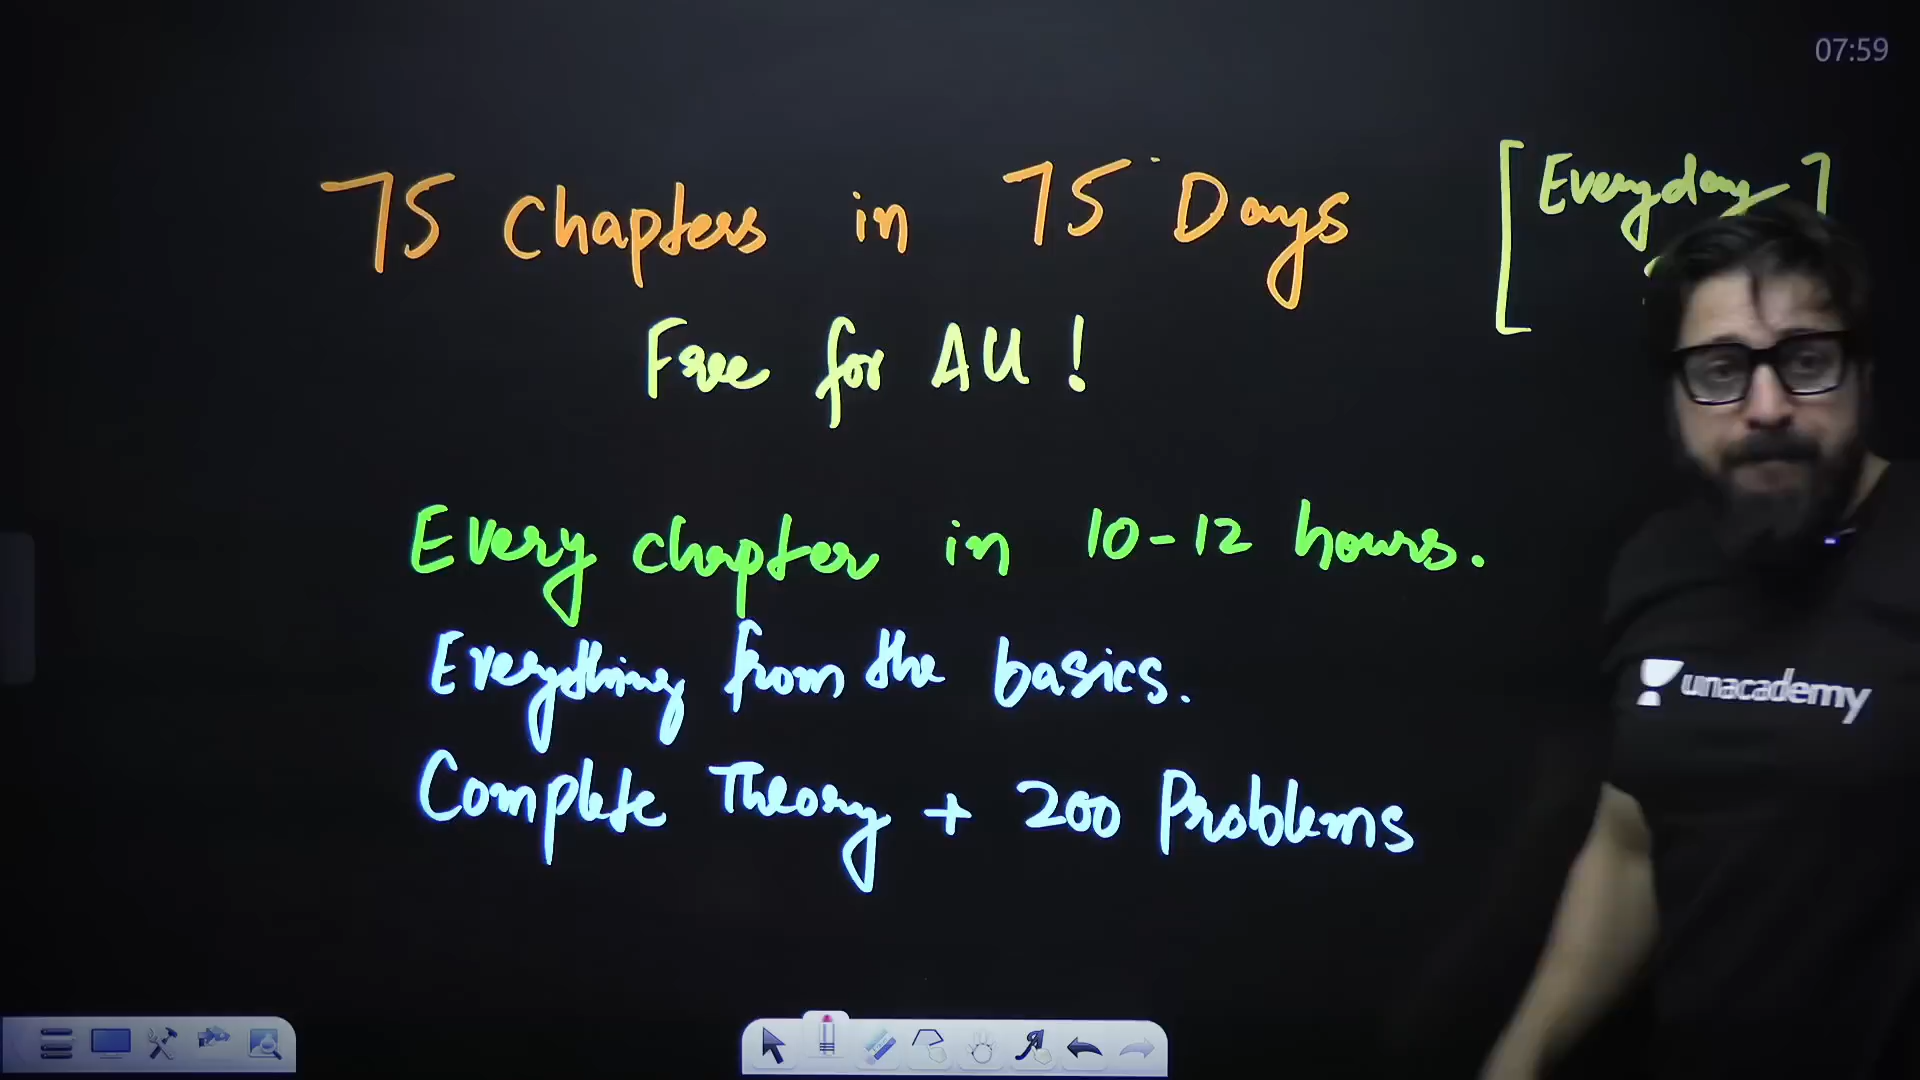 07:59
75 Chapters in 75 Days
[Everyday]
Free for All !
Every chapter in 10-12 hours.
Everything from the basics.
unacademy
Complete Theory + 200 Problems